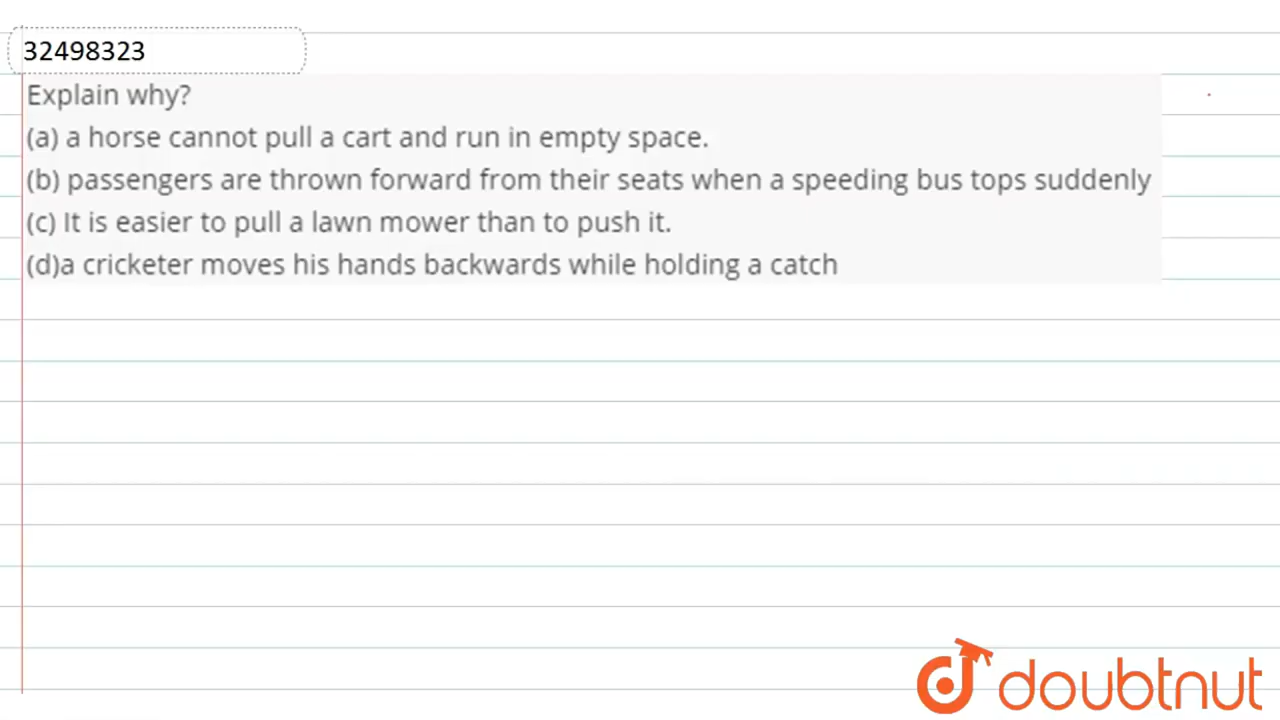 32498323
Explain why?
(a) a horse cannot pull a cart and run in empty space.
(b) passengers are thrown forward from their seats when a speeding bus tops suddenly
(c) It is easier to pull a lawn mower than to push it.
(d)a cricketer moves his hands backwards while holding a catch
doubtnut